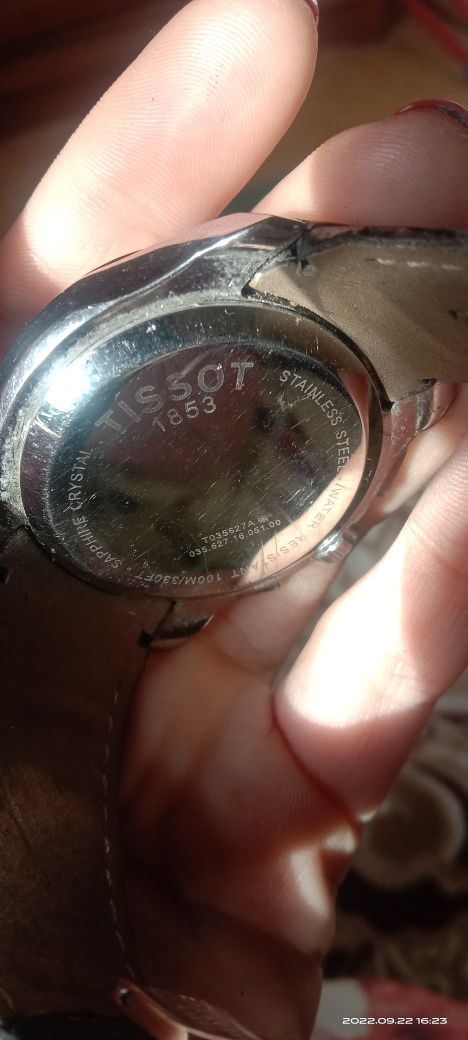 TISSOT
1853
STAINLESS STEEL/WATER RESISTANT 100M/330FT • SAPPHIRE CRYSTAL
T035627A
035.627.16.051.00
2022.09.22 16:23